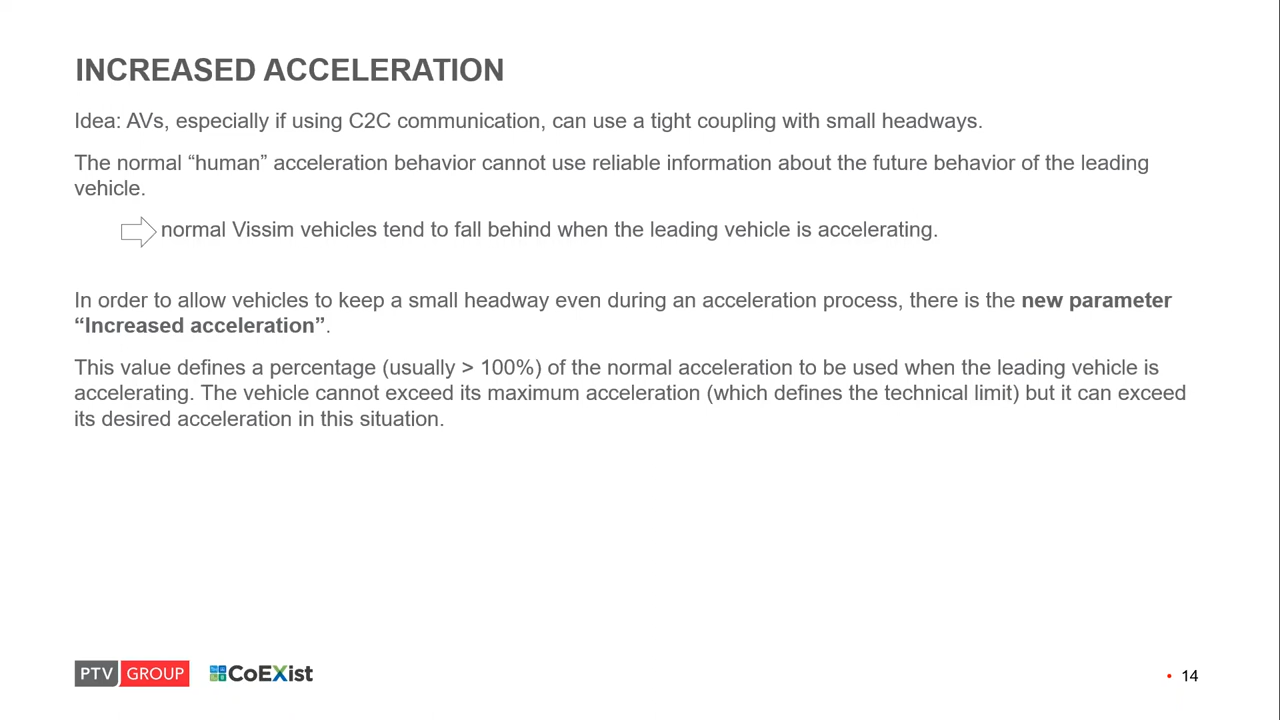 INCREASED ACCELERATION
Idea: AVs, especially if using C2C communication, can use a tight coupling with small headways.
The normal “human” acceleration behavior cannot use reliable information about the future behavior of the leading
vehicle.
normal Vissim vehicles tend to fall behind when the leading vehicle is accelerating.
In order to allow vehicles to keep a small headway even during an acceleration process, there is the new parameter
“Increased acceleration”.
This value defines a percentage (usually > 100%) of the normal acceleration to be used when the leading vehicle is
accelerating. The vehicle cannot exceed its maximum acceleration (which defines the technical limit) but it can exceed
its desired acceleration in this situation.
PTV GROUP CoEXist
• 14